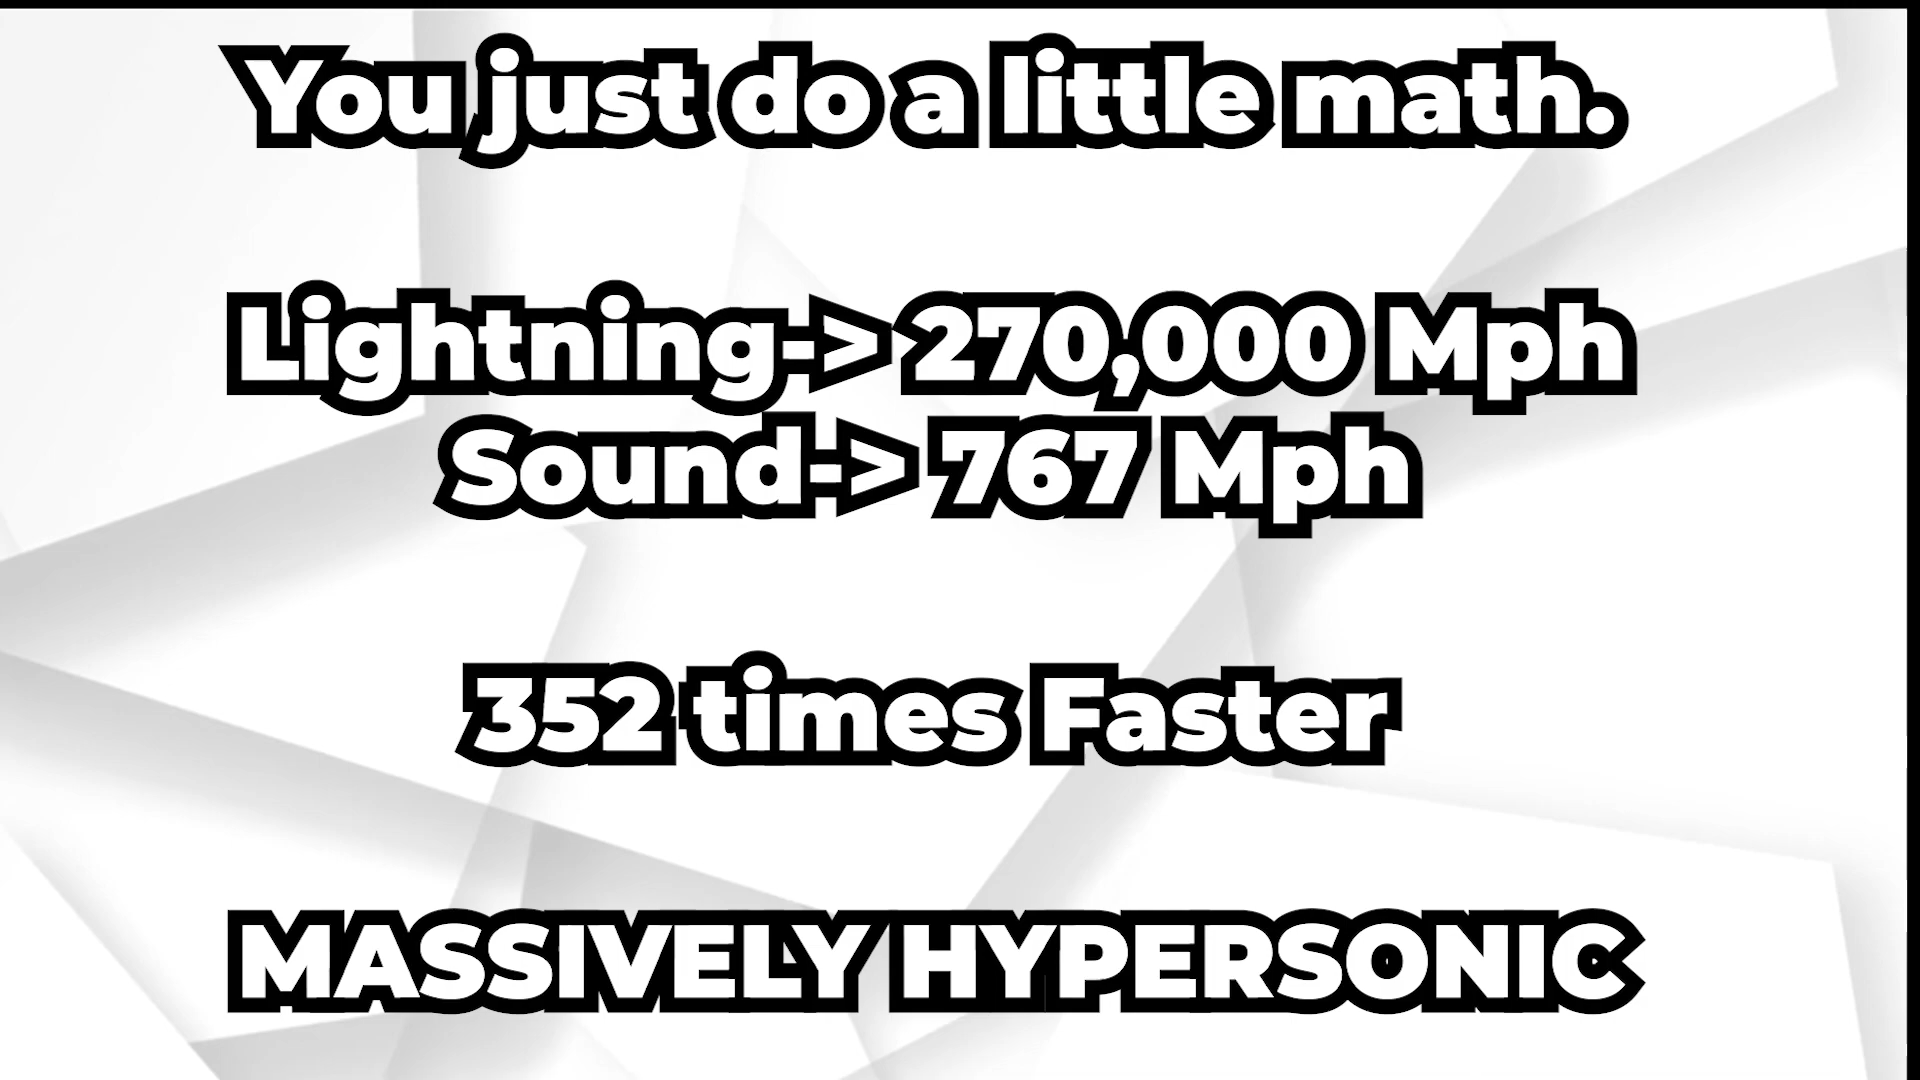 You just do a little math.
Lightning-> 270,000 Mph
Sound-> 767 Mph
352 times Faster
MASSIVELY HYPERSONIC